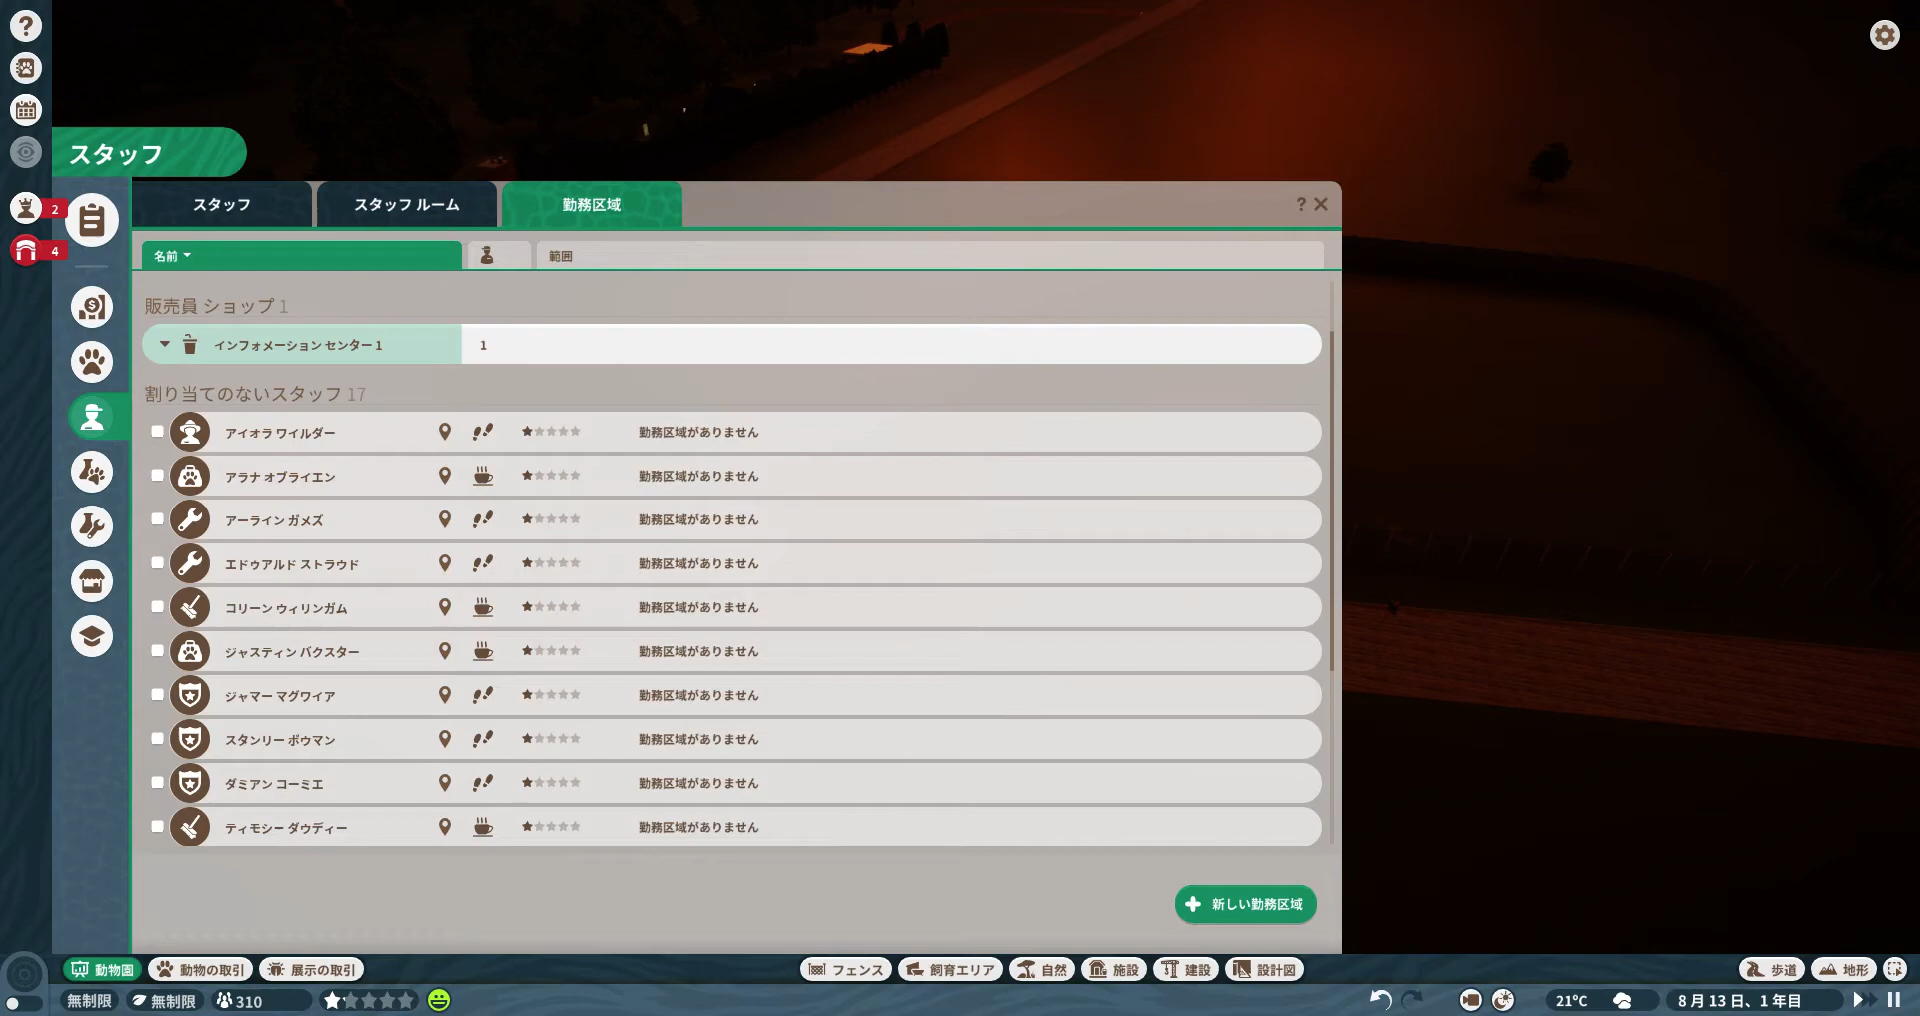 スタッフ
2
4
スタッフ
スタッフ ルーム
勤務区域
?
名前
範囲
販売員 ショップ 1
インフォメーション センター 1
1
割り当てのないスタッフ 17
アイオラ ワイルダー
勤務区域がありません
アラナ オブライエン
勤務区域がありません
アーライン ガメズ
勤務区域がありません
エドゥアルド ストラウド
勤務区域がありません
コリーン ウィリンガム
勤務区域がありません
ジャスティン バクスター
勤務区域がありません
ジャマー マグワイア
勤務区域がありません
スタンリー ボウマン
勤務区域がありません
ダミアン コーミエ
勤務区域がありません
ティモシー ダウディー
勤務区域がありません
新しい勤務区域
動物園
動物の取引
展示の取引
フェンス
飼育エリア
自然
施設
建設
設計図
歩道
地形
無制限
無制限
310
21°C
8 月 13 日、1 年目